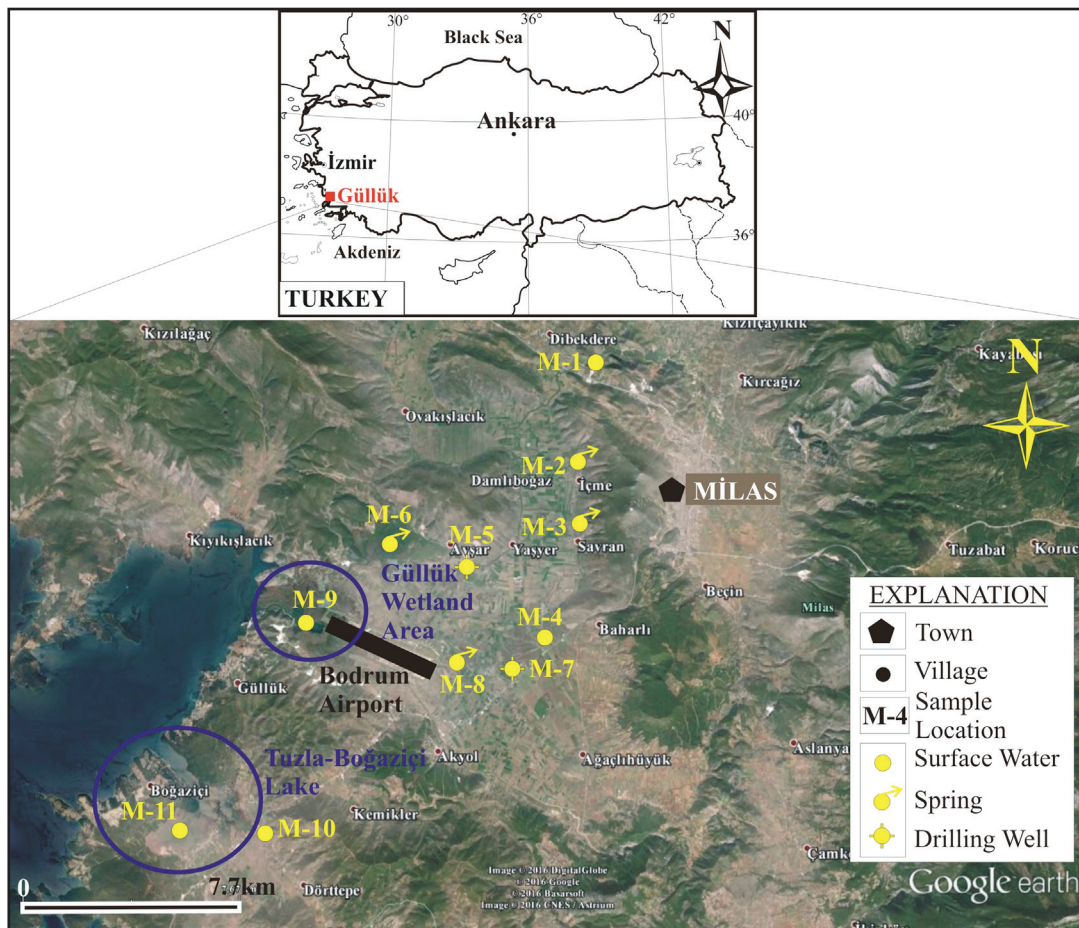 30°
36°
42°
Black Sea
N
40°
Ankara
İzmir
Güllük
36°
Akdeniz
TURKEY
Kızılağaç
Dibekdere
M-1
Kırcağız
N
Ovakışlacık
M-2
Damlıboğaz
İçme
MİLAS
M-6
M-3
Kıyıkışlacık
M-5
Avşar
Yaşyer
Savran
Tuzabat
Koruc
Güllük
Wetland
Area
M-9
Beçin
Milas
M-4
Baharlı
Bodrum
Airport
M-8
M-7
Güllük
Tuzla-Boğaziçi
Lake
Akyol
Ağaçlıhüyük
Aslanya
Boğaziçi
M-11
M-10
Kemikler
Dörttepe
0
7.7km
Çamk
EXPLANATION
Town
Village
M-4 Sample
Location
Surface Water
Spring
Drilling Well
Image © 2016 DigitalGlobe
© 2016 Google
© 2016 Basarsoft
Image © 2016 CNES / Astrium
Google earth